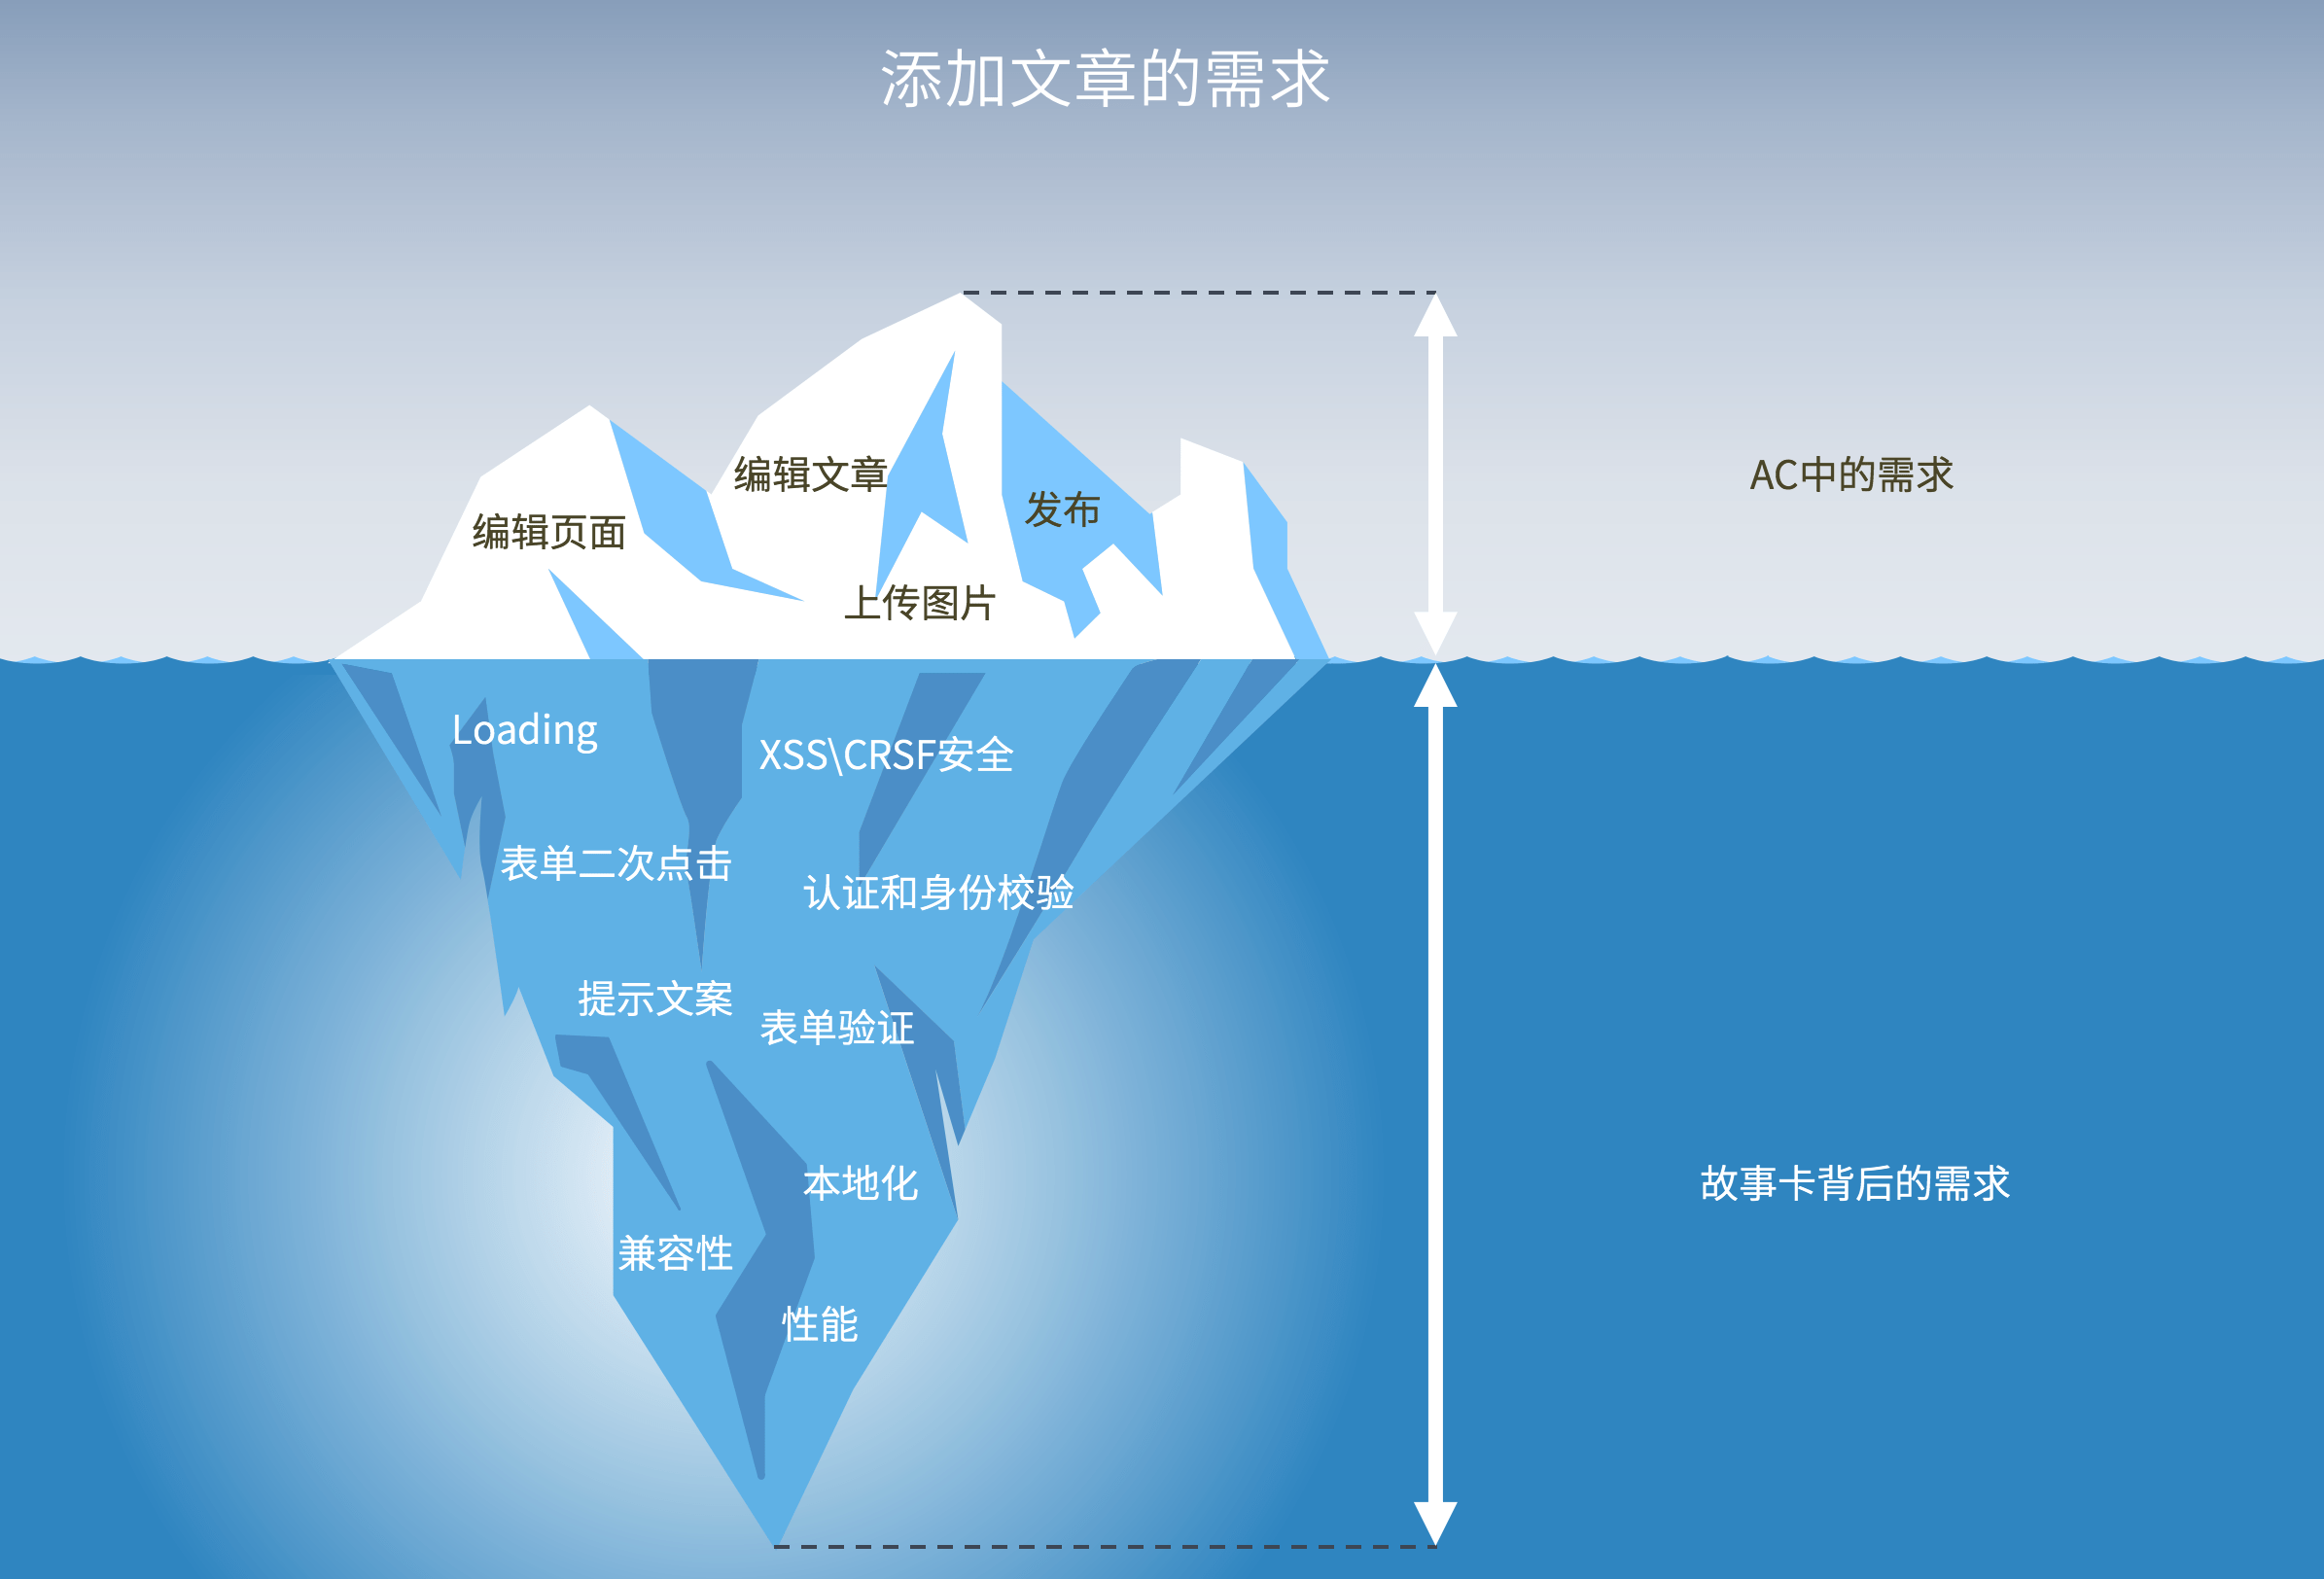 添加文章的需求
编辑文章
AC中的需求
发布
编辑页面
上传图片
Loading
XSS\CRSF安全
表单二次点击
认证和身份校验
提示文案
表单验证
本地化
故事卡背后的需求
兼容性
性能